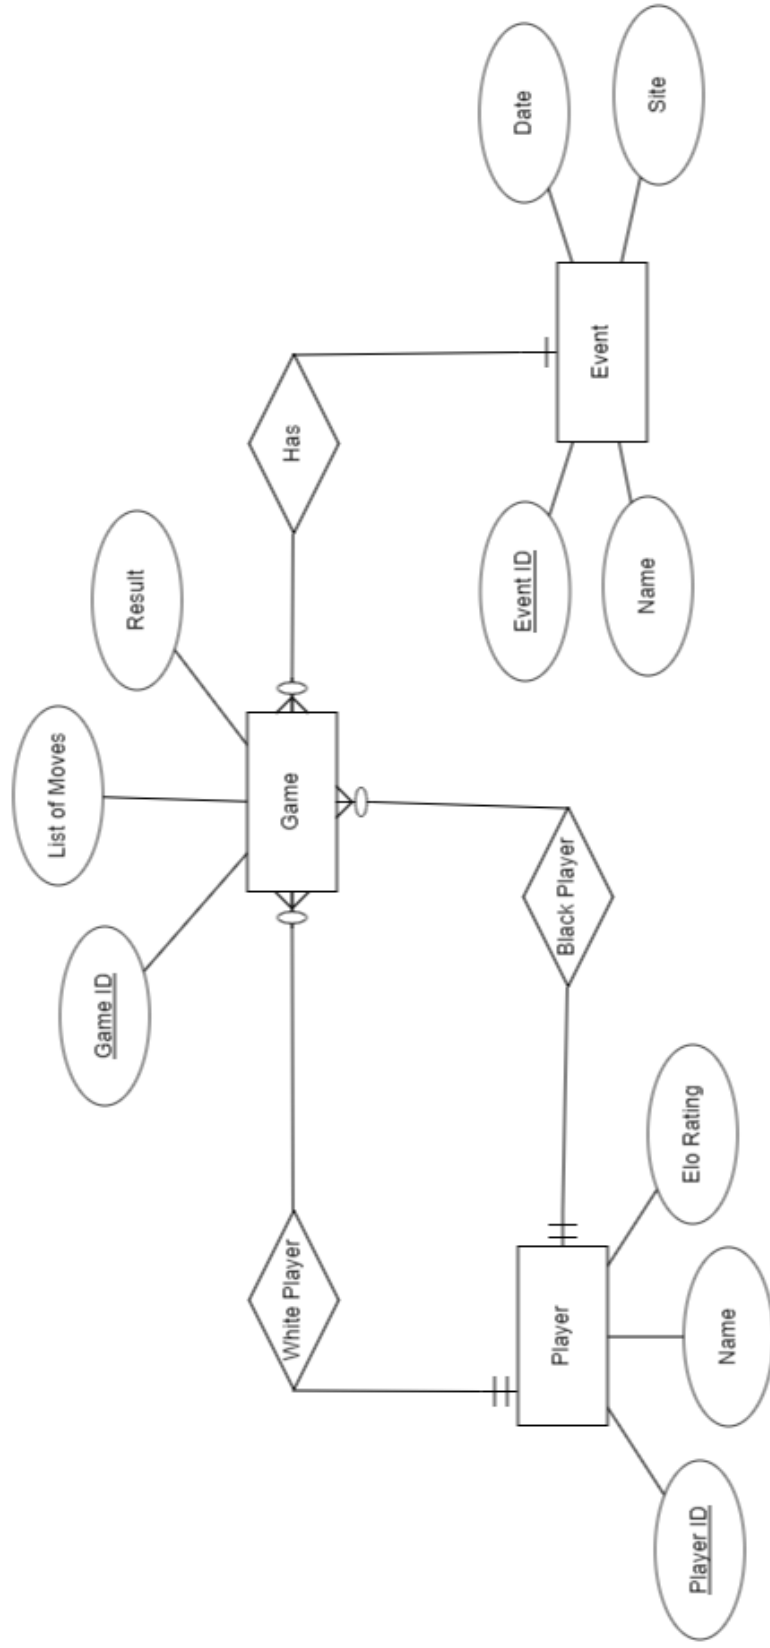 Game ID
List of Moves
Result
White Player
Game
Has
Black Player
Player
Event ID
Date
Event
Name
Site
Player ID
Name
Elo Rating